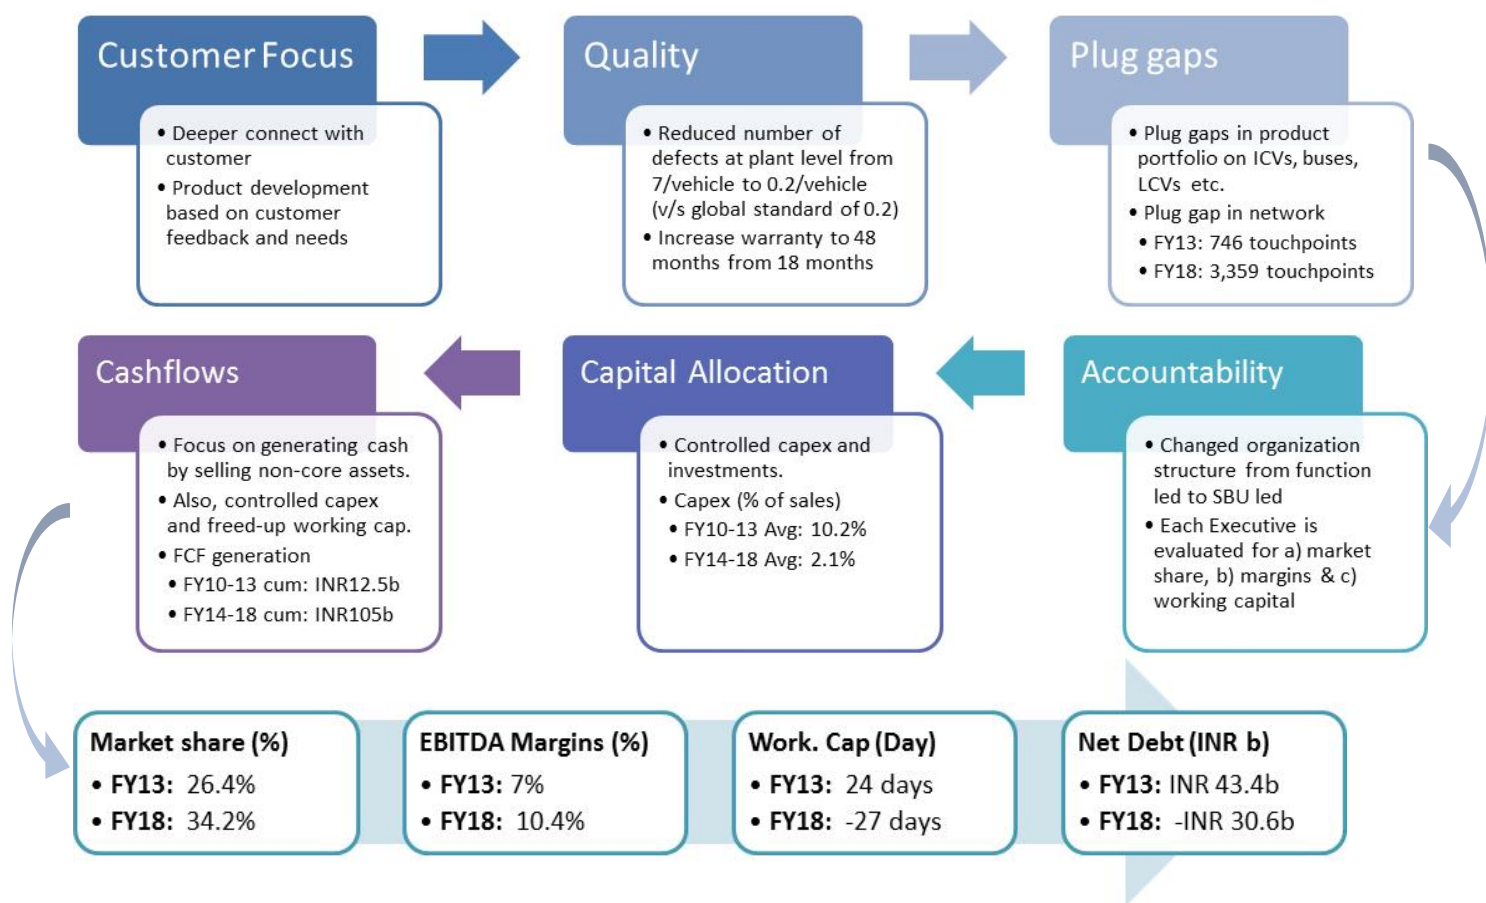 Customer Focus
• Deeper connect with
customer
• Product development
based on customer
feedback and needs
Quality
• Reduced number of
defects at plant level from
7/vehicle to 0.2/vehicle
(v/s global standard of 0.2)
• Increase warranty to 48
months from 18 months
Plug gaps
• Plug gaps in product
portfolio on ICVs, buses,
LCVs etc.
• Plug gap in network
• FY13: 746 touchpoints
• FY18: 3,359 touchpoints
Accountability
• Changed organization
structure from function
led to SBU led
• Each Executive is
evaluated for a) market
share, b) margins & c)
working capital
Capital Allocation
• Controlled capex and
investments.
• Capex (% of sales)
• FY10-13 Avg: 10.2%
• FY14-18 Avg: 2.1%
Cashflows
• Focus on generating cash
by selling non-core assets.
• Also, controlled capex
and freed-up working cap.
• FCF generation
• FY10-13 cum: INR12.5b
• FY14-18 cum: INR105b
Market share (%)
• FY13: 26.4%
• FY18: 34.2%
EBITDA Margins (%)
• FY13: 7%
• FY18: 10.4%
Work. Cap (Day)
• FY13: 24 days
• FY18: -27 days
Net Debt (INR b)
• FY13: INR 43.4b
• FY18: -INR 30.6b